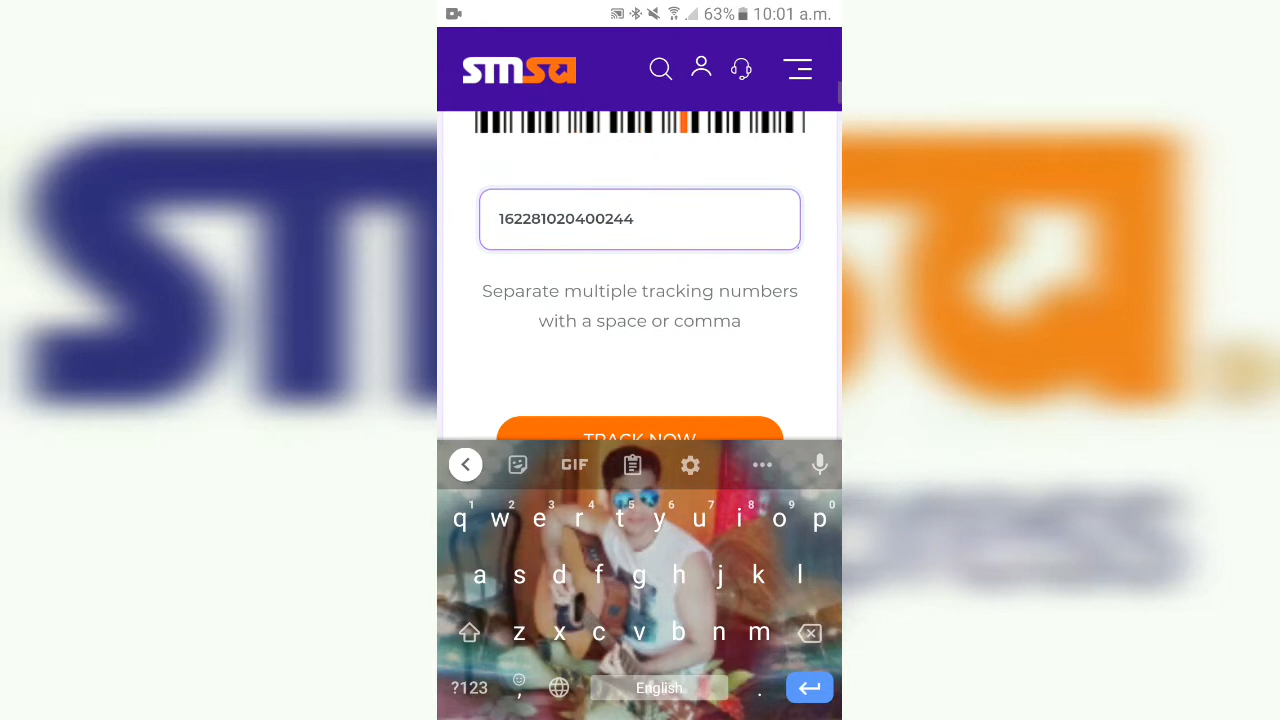 63% 10:01 a.m.
smsa
162281020400244
Separate multiple tracking numbers
with a space or comma
TRACK NOW
GIF
1 2 3 4 5 6 7 8 9 0
q w e r t y u i o p
a s d f g h j k l
z x c v b n m
?123 , English .